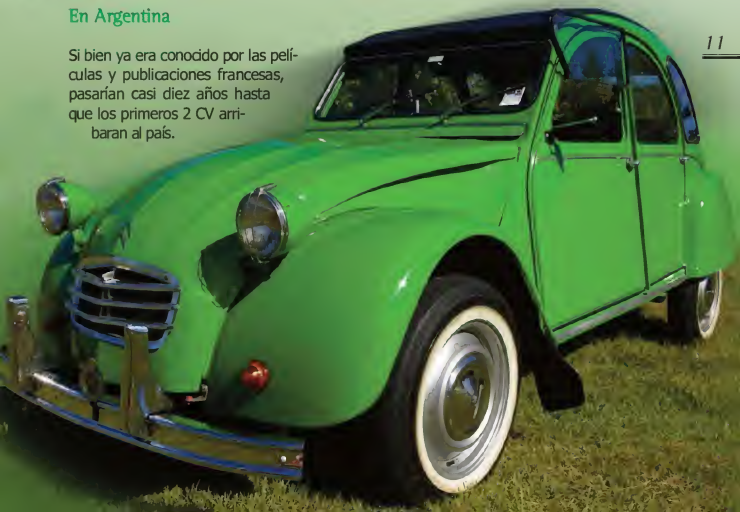 En Argentina
Si bien ya era conocido por las pelí-
culas y publicaciones francesas,
pasarían casi diez años hasta
que los primeros 2 CV arri-
baran al país.
11